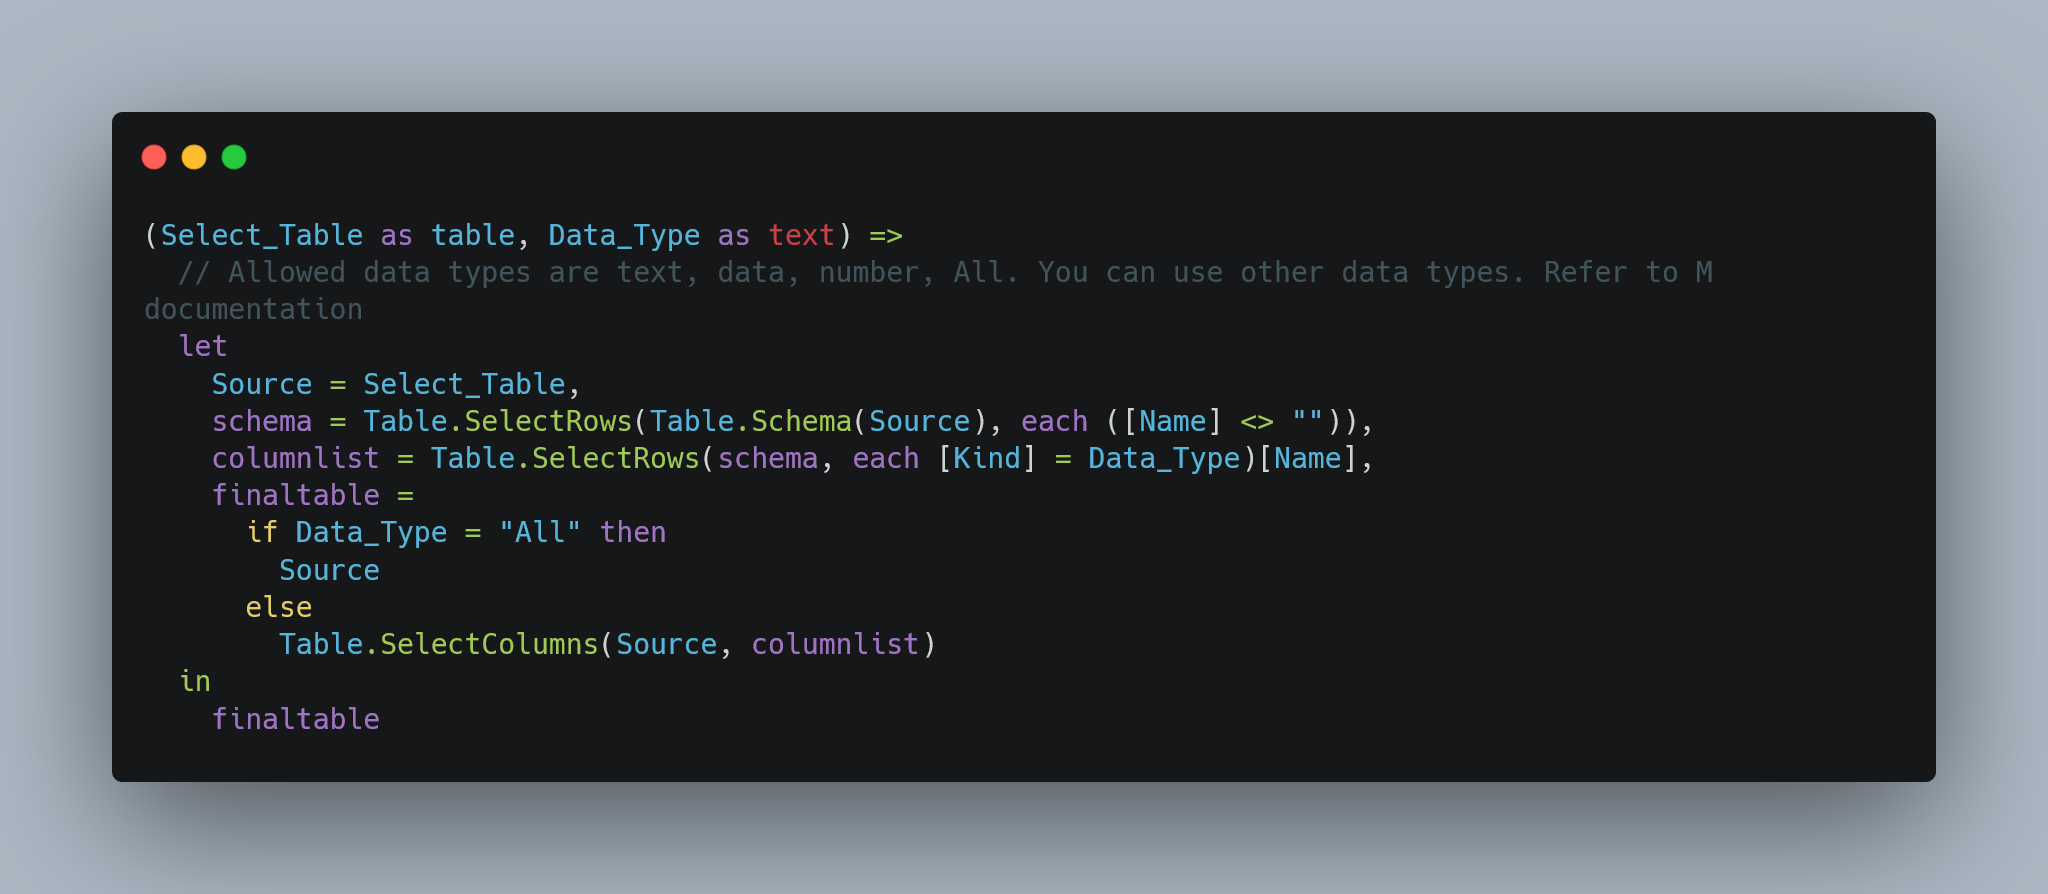 (Select_Table as table, Data_Type as text) =>
  // Allowed data types are text, data, number, All. You can use other data types. Refer to M
documentation
  let
    Source = Select_Table,
    schema = Table.SelectRows(Table.Schema(Source), each ([Name] <> "")),
    columnlist = Table.SelectRows(schema, each [Kind] = Data_Type)[Name],
    finaltable =
      if Data_Type = "All" then
        Source
      else
        Table.SelectColumns(Source, columnlist)
  in
    finaltable